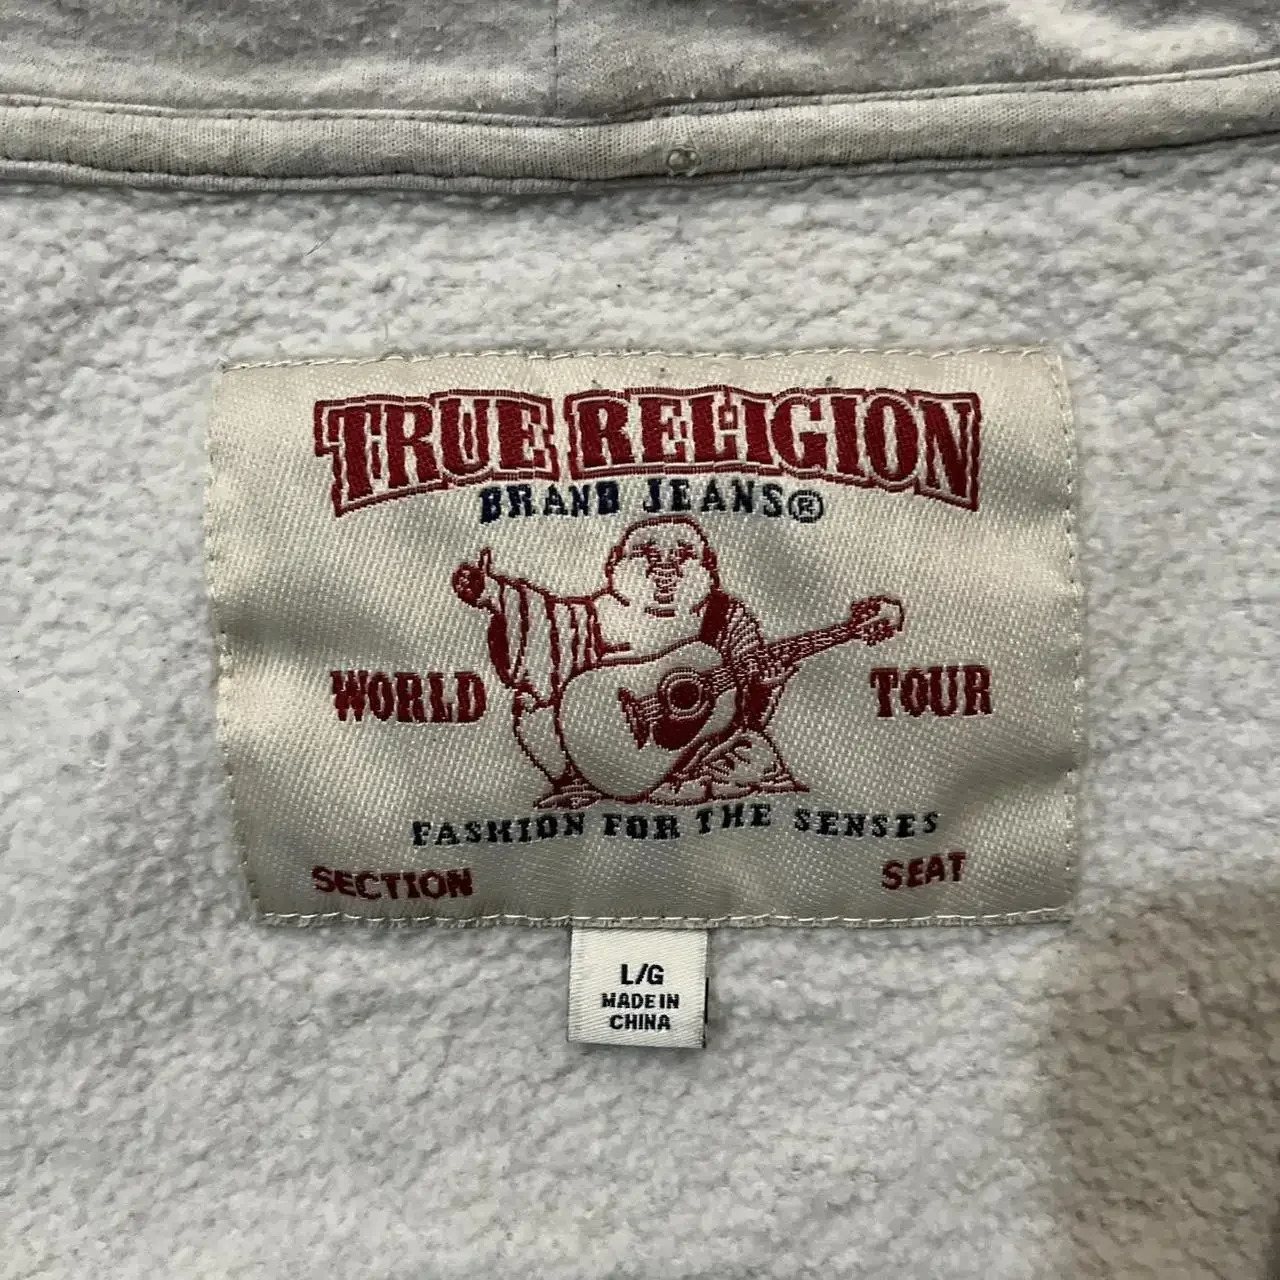 TRUE RELIGION
BRAND JEANS®
WORLD TOUR
FASHION FOR THE SENSES
SECTION SEAT
L/G
MADE IN
CHINA